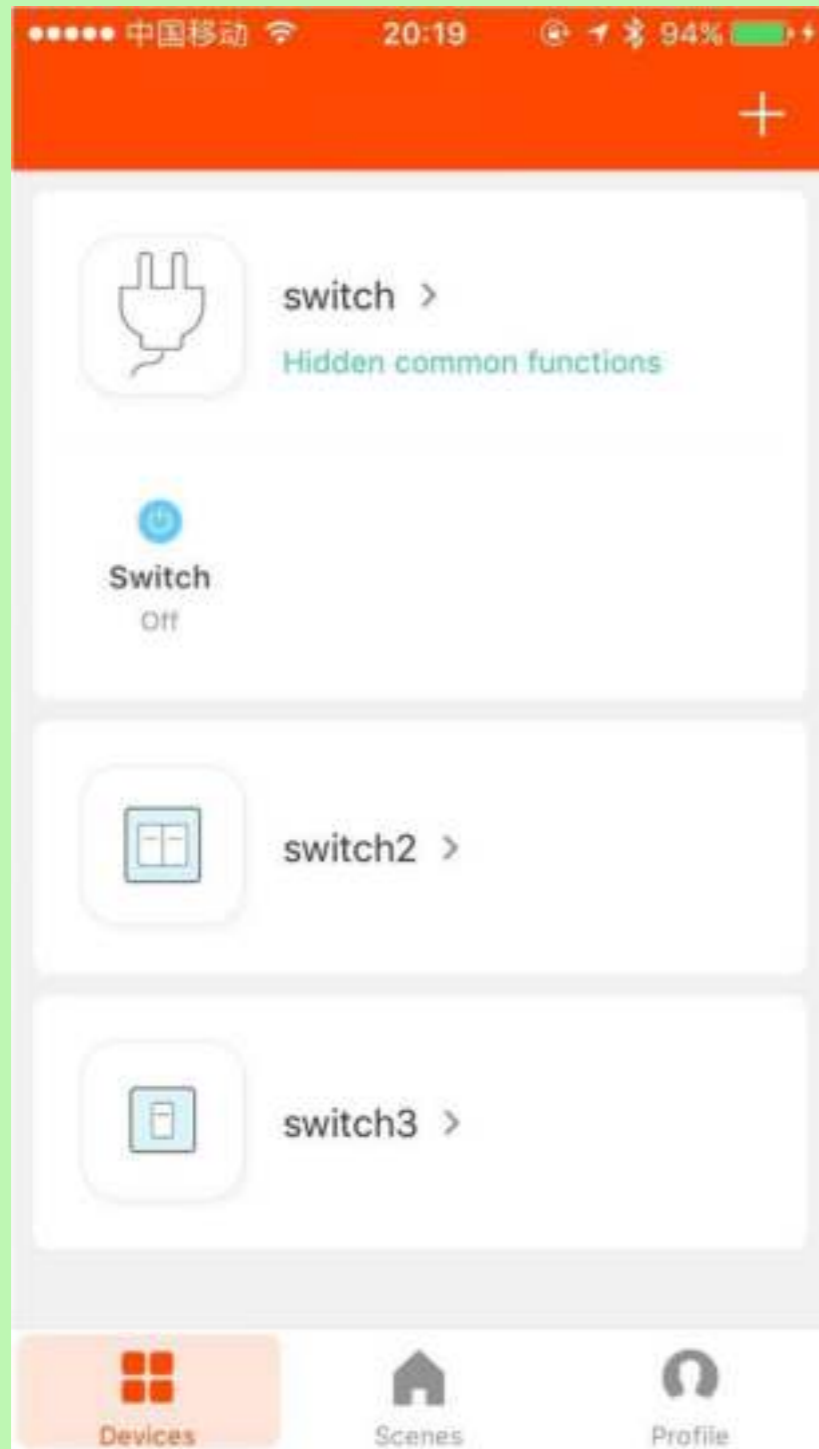 中国移动 20:19 94%
switch
Hidden common functions
Switch
Off
switch2
switch3
Devices Scenes Profile